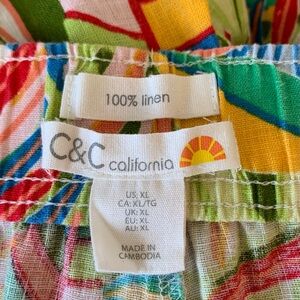 100% linen
C&C california
US: XL
CA: XL/TG
UK: XL
EU: XL
AU: XL
MADE IN
CAMBODIA